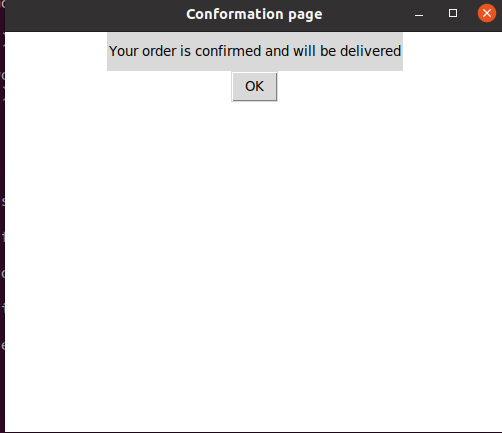 Conformation page
Your order is confirmed and will be delivered
OK